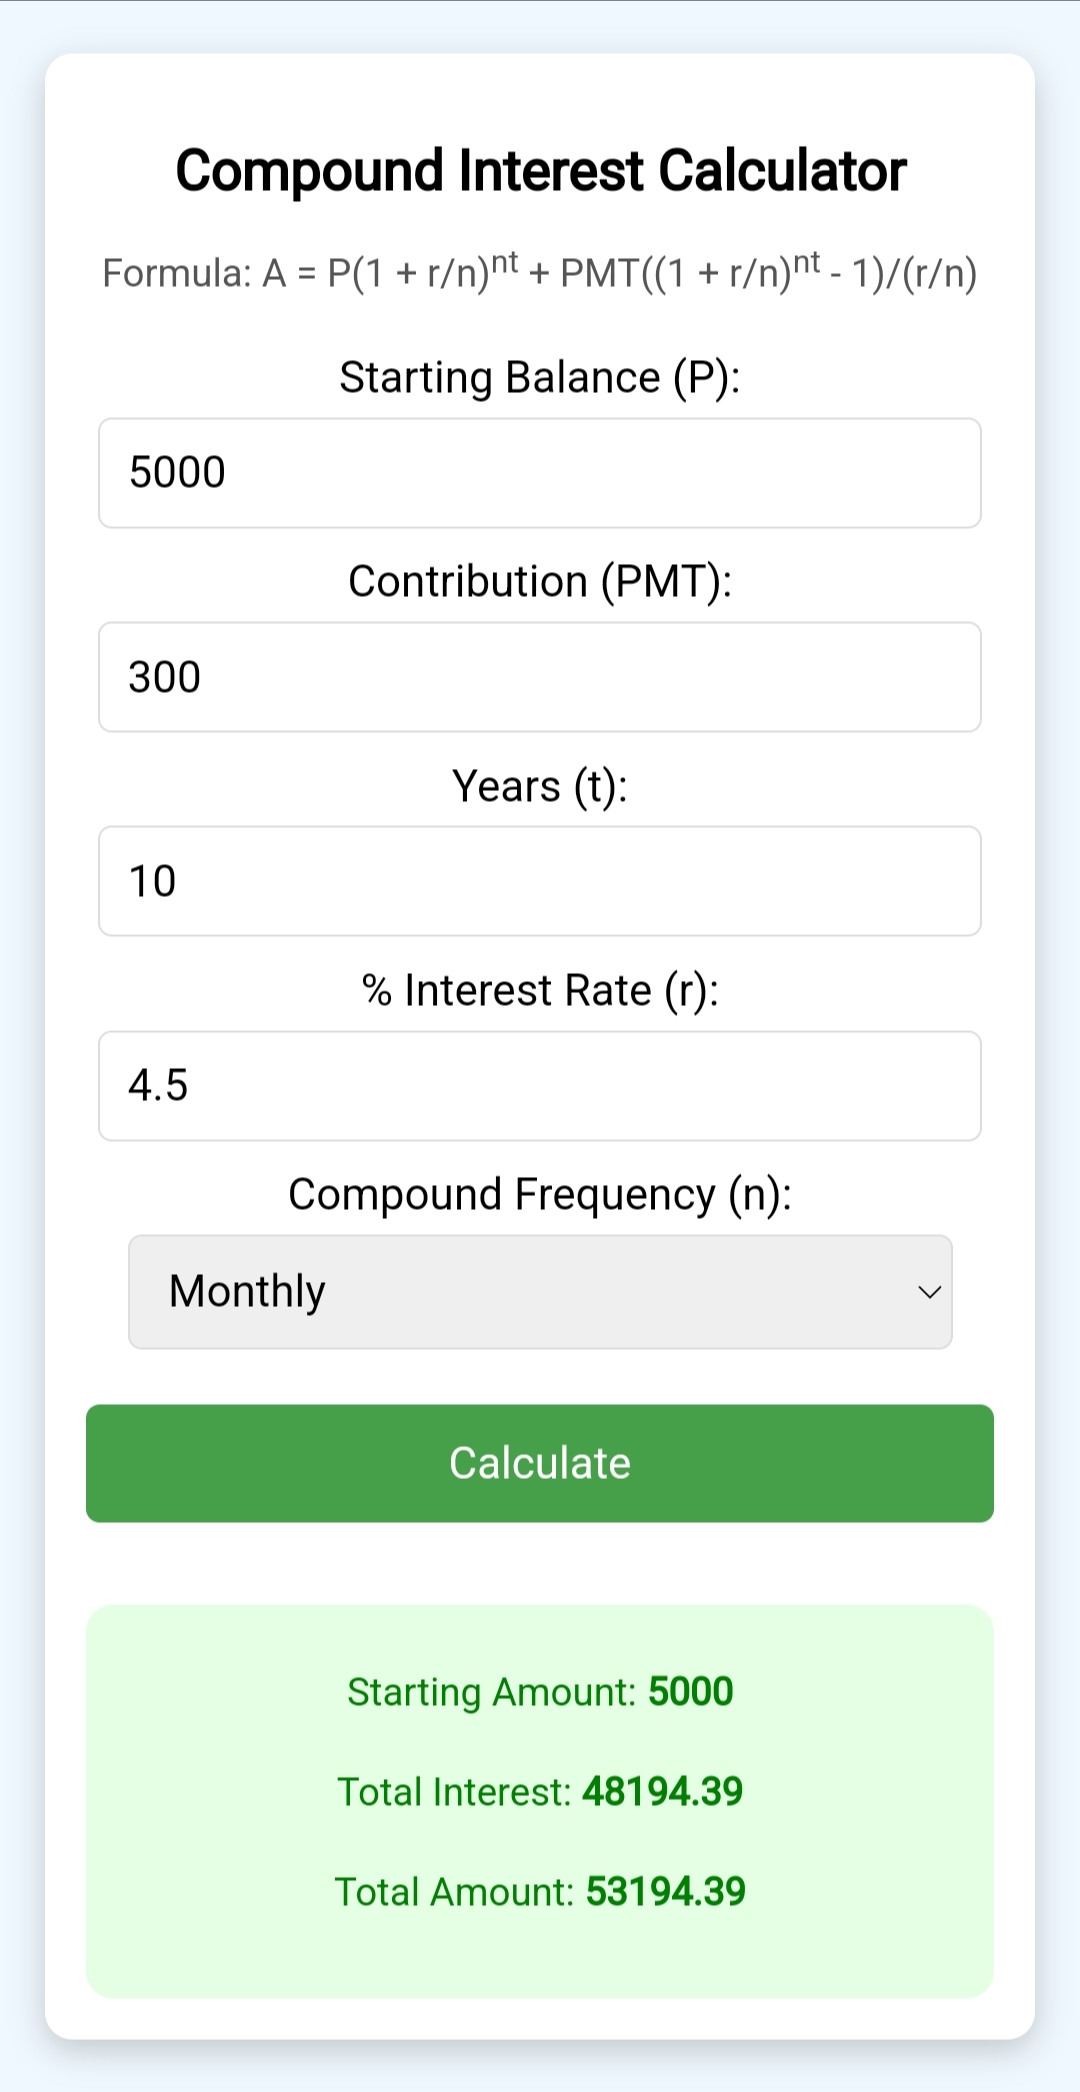 Compound Interest Calculator
Formula: A = P(1 + r/n)^nt + PMT((1 + r/n)^nt - 1)/(r/n)
Starting Balance (P):
5000
Contribution (PMT):
300
Years (t):
10
% Interest Rate (r):
4.5
Compound Frequency (n):
Monthly
Calculate
Starting Amount: 5000
Total Interest: 48194.39
Total Amount: 53194.39